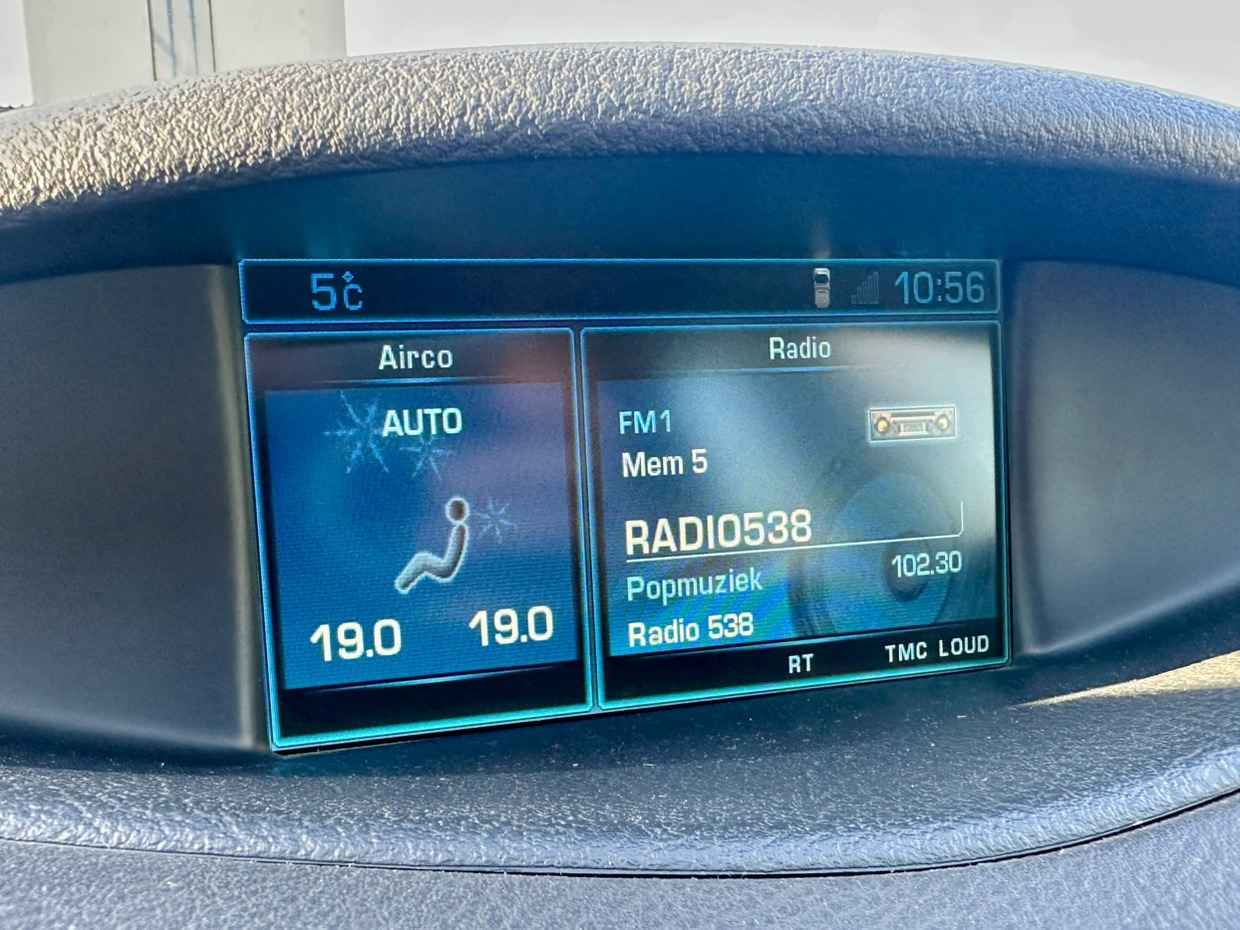 5°C 10:56
Airco
AUTO
19.0 19.0
Radio
FM1
Mem 5
RADIO538
102.30
Popmuziek
Radio 538
RT TMC LOUD